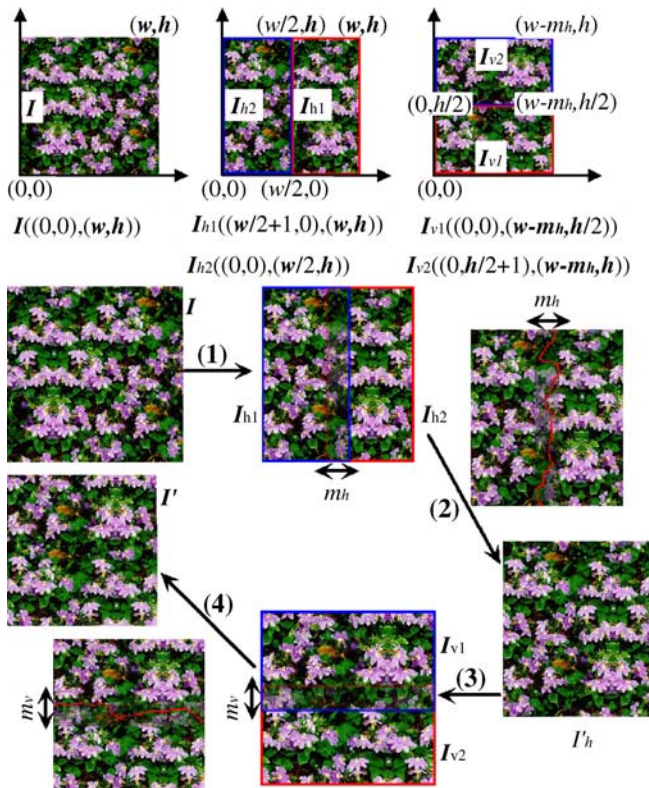 (w,h) (w/2,h) (w,h) (w-mh,h)
I Ih2 Ih1 Iv2
(0,h/2) (w-mh,h/2)
Iv1
(0,0) (0,0) (w/2,0) (0,0)
I((0,0),(w,h)) Ih1((w/2+1,0),(w,h)) Iv1((0,0),(w-mh,h/2))
Ih2((0,0),(w/2,h)) Iv2((0,h/2+1),(w-mh,h))
I mh
(1)
Ih1 Ih2
mh
I' (2)
(4)
Iv1
mv mv (3)
Iv2 I'h